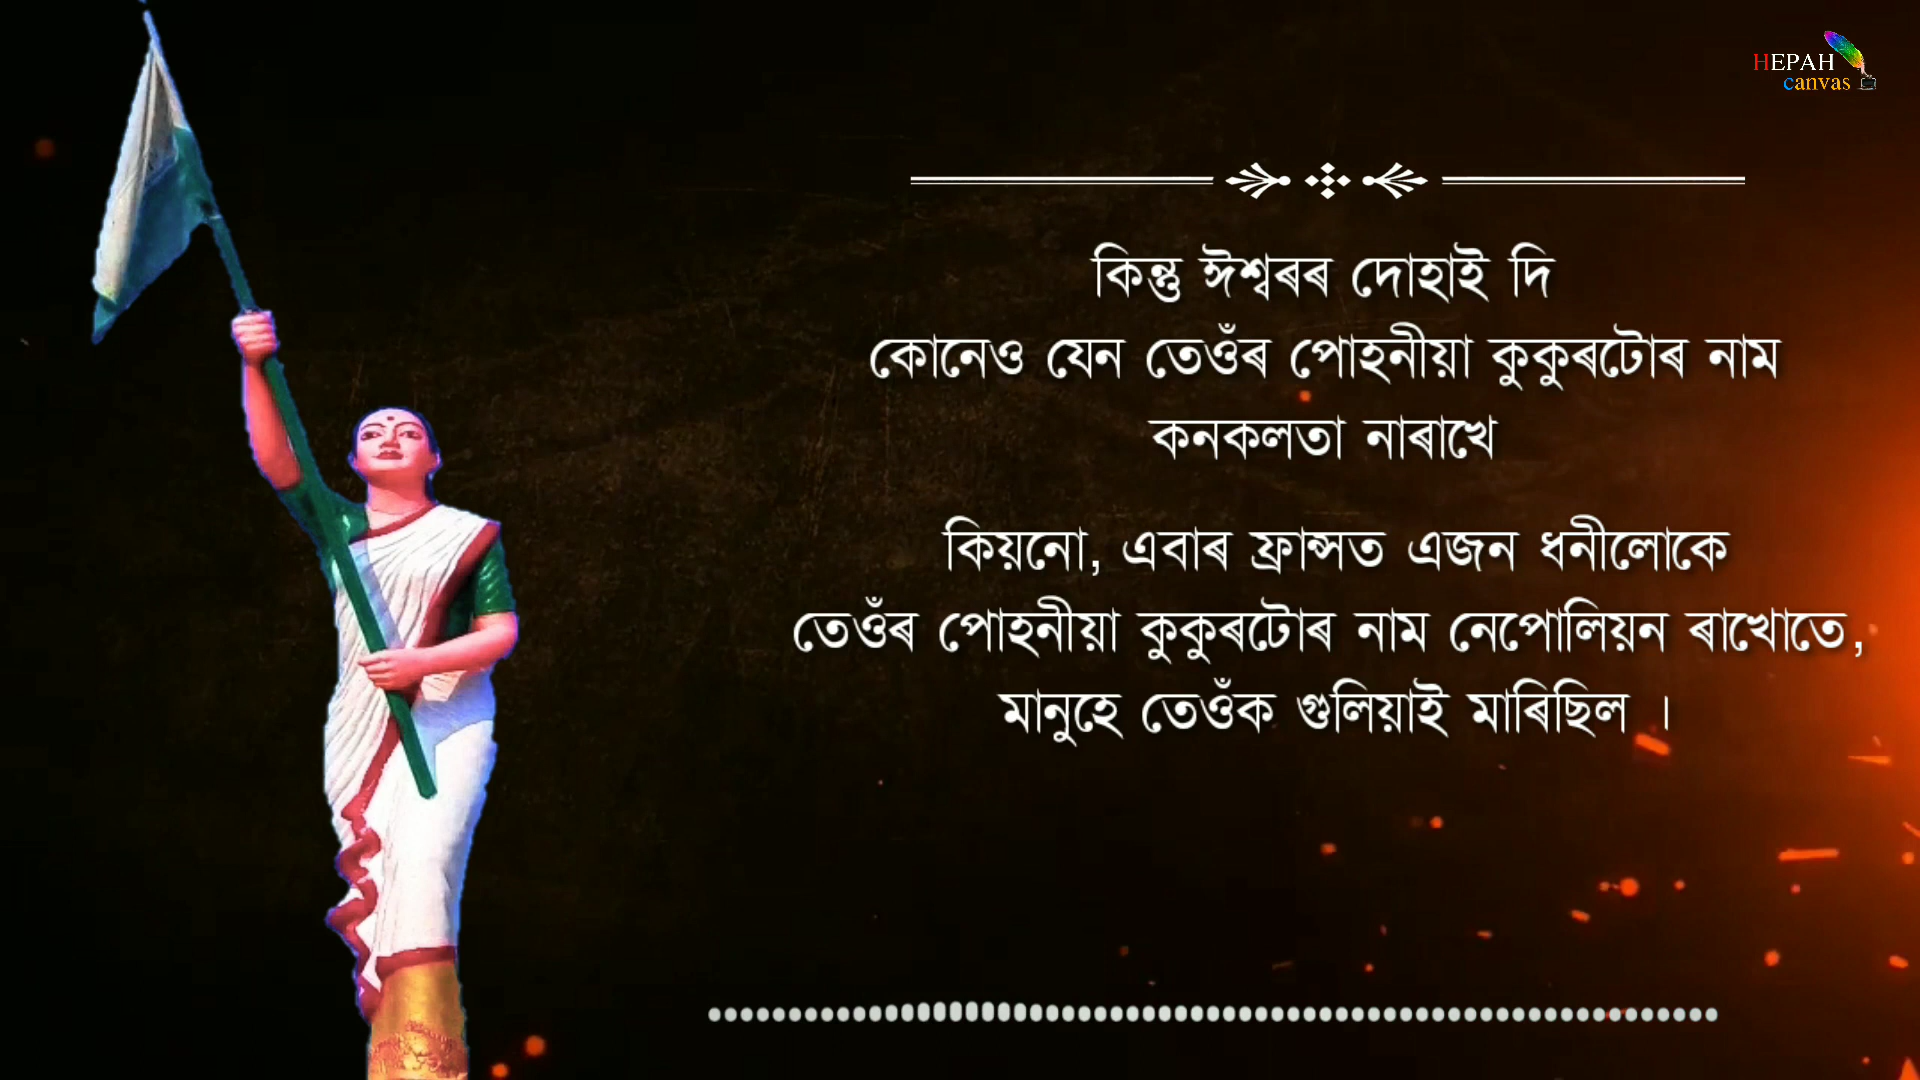 HEPAH
canvas
কিন্তু ঈশ্বৰৰ দোহাই দি
কোনেও যেন তেওঁৰ পোহনীয়া কুকুৰটোৰ নাম
কনকলতা নাৰাখে
কিয়নো, এবাৰ ফ্ৰান্সত এজন ধনীলোকে
তেওঁৰ পোহনীয়া কুকুৰটোৰ নাম নেপোলিয়ন ৰাখোতে,
মানুহে তেওঁক গুলিয়াই মাৰিছিল ।